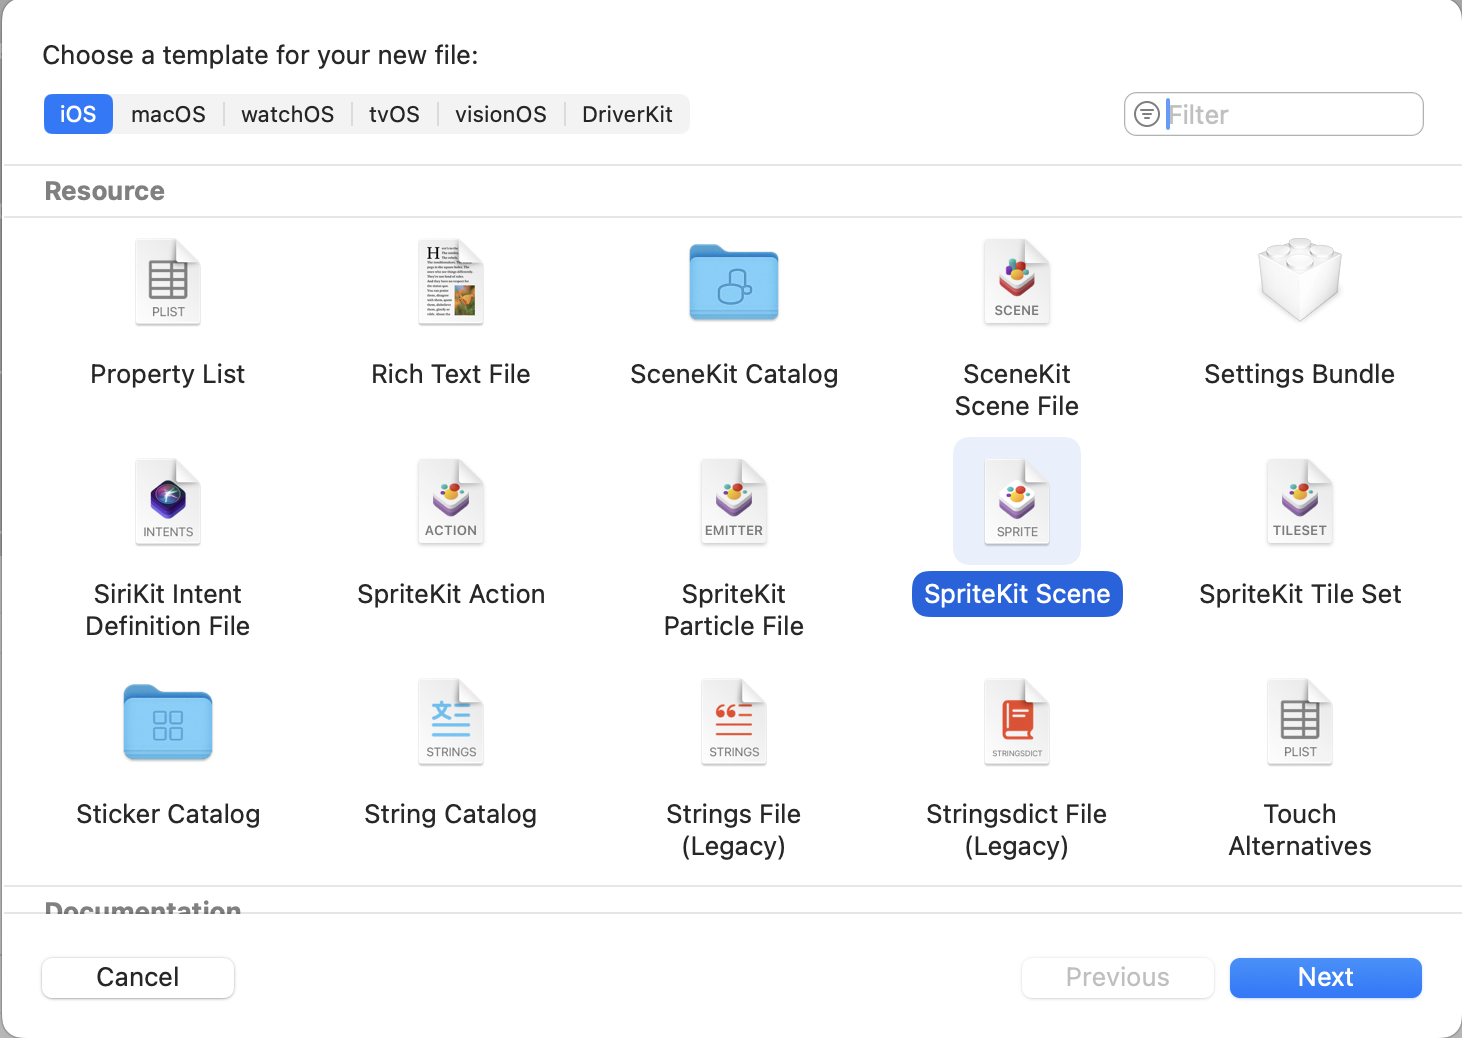 Choose a template for your new file:
iOS macOS watchOS tvOS visionOS DriverKit
Filter
Resource
PLIST
H
SCENE
Property List
Rich Text File
SceneKit Catalog
SceneKit
Scene File
Settings Bundle
INTENTS
ACTION
EMITTER
SPRITE
TILESET
SiriKit Intent
Definition File
SpriteKit Action
SpriteKit
Particle File
SpriteKit Scene
SpriteKit Tile Set
文
STRINGS
STRINGS
STRINGSDICT
PLIST
Sticker Catalog
String Catalog
Strings File
(Legacy)
Stringsdict File
(Legacy)
Touch
Alternatives
Documentation
Cancel
Previous
Next